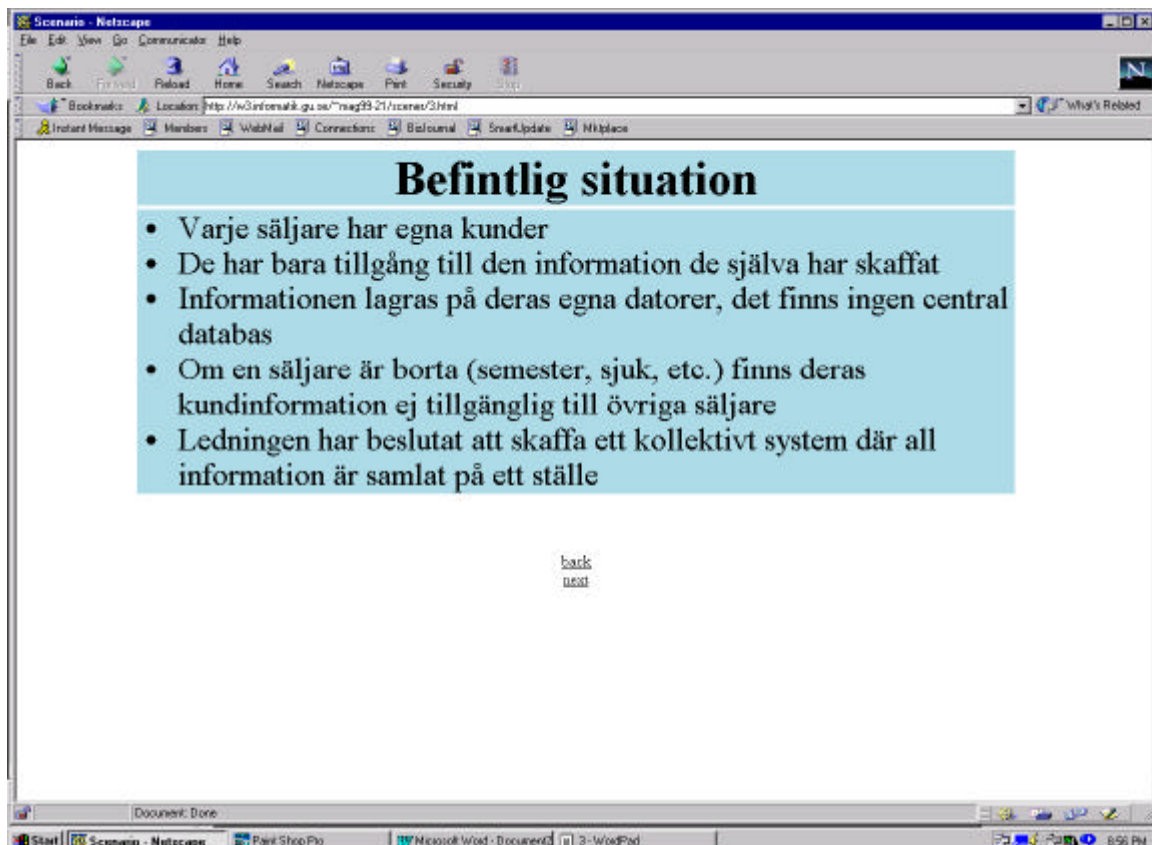 Scenario - Netscape
File Edit View Go Communicator Help
Back Forward Reload Home Search Netscape Print Security Stop
Bookmarks Location: http://w3.informatik.gu.se/~mag99-21/scenes/3.html What's Related
Instant Message Members WebMail Connections BizJournal SmartUpdate Mktplace
Befintlig situation
• Varje säljare har egna kunder
• De har bara tillgång till den information de själva har skaffat
• Informationen lagras på deras egna datorer, det finns ingen central
databas
• Om en säljare är borta (semester, sjuk, etc.) finns deras
kundinformation ej tillgänglig till övriga säljare
• Ledningen har beslutat att skaffa ett kollektivt system där all
information är samlat på ett ställe
back
next
Document: Done
Start Scenario - Netscape Paint Shop Pro Microsoft Word - Document2 3 - WordPad 8:56 PM